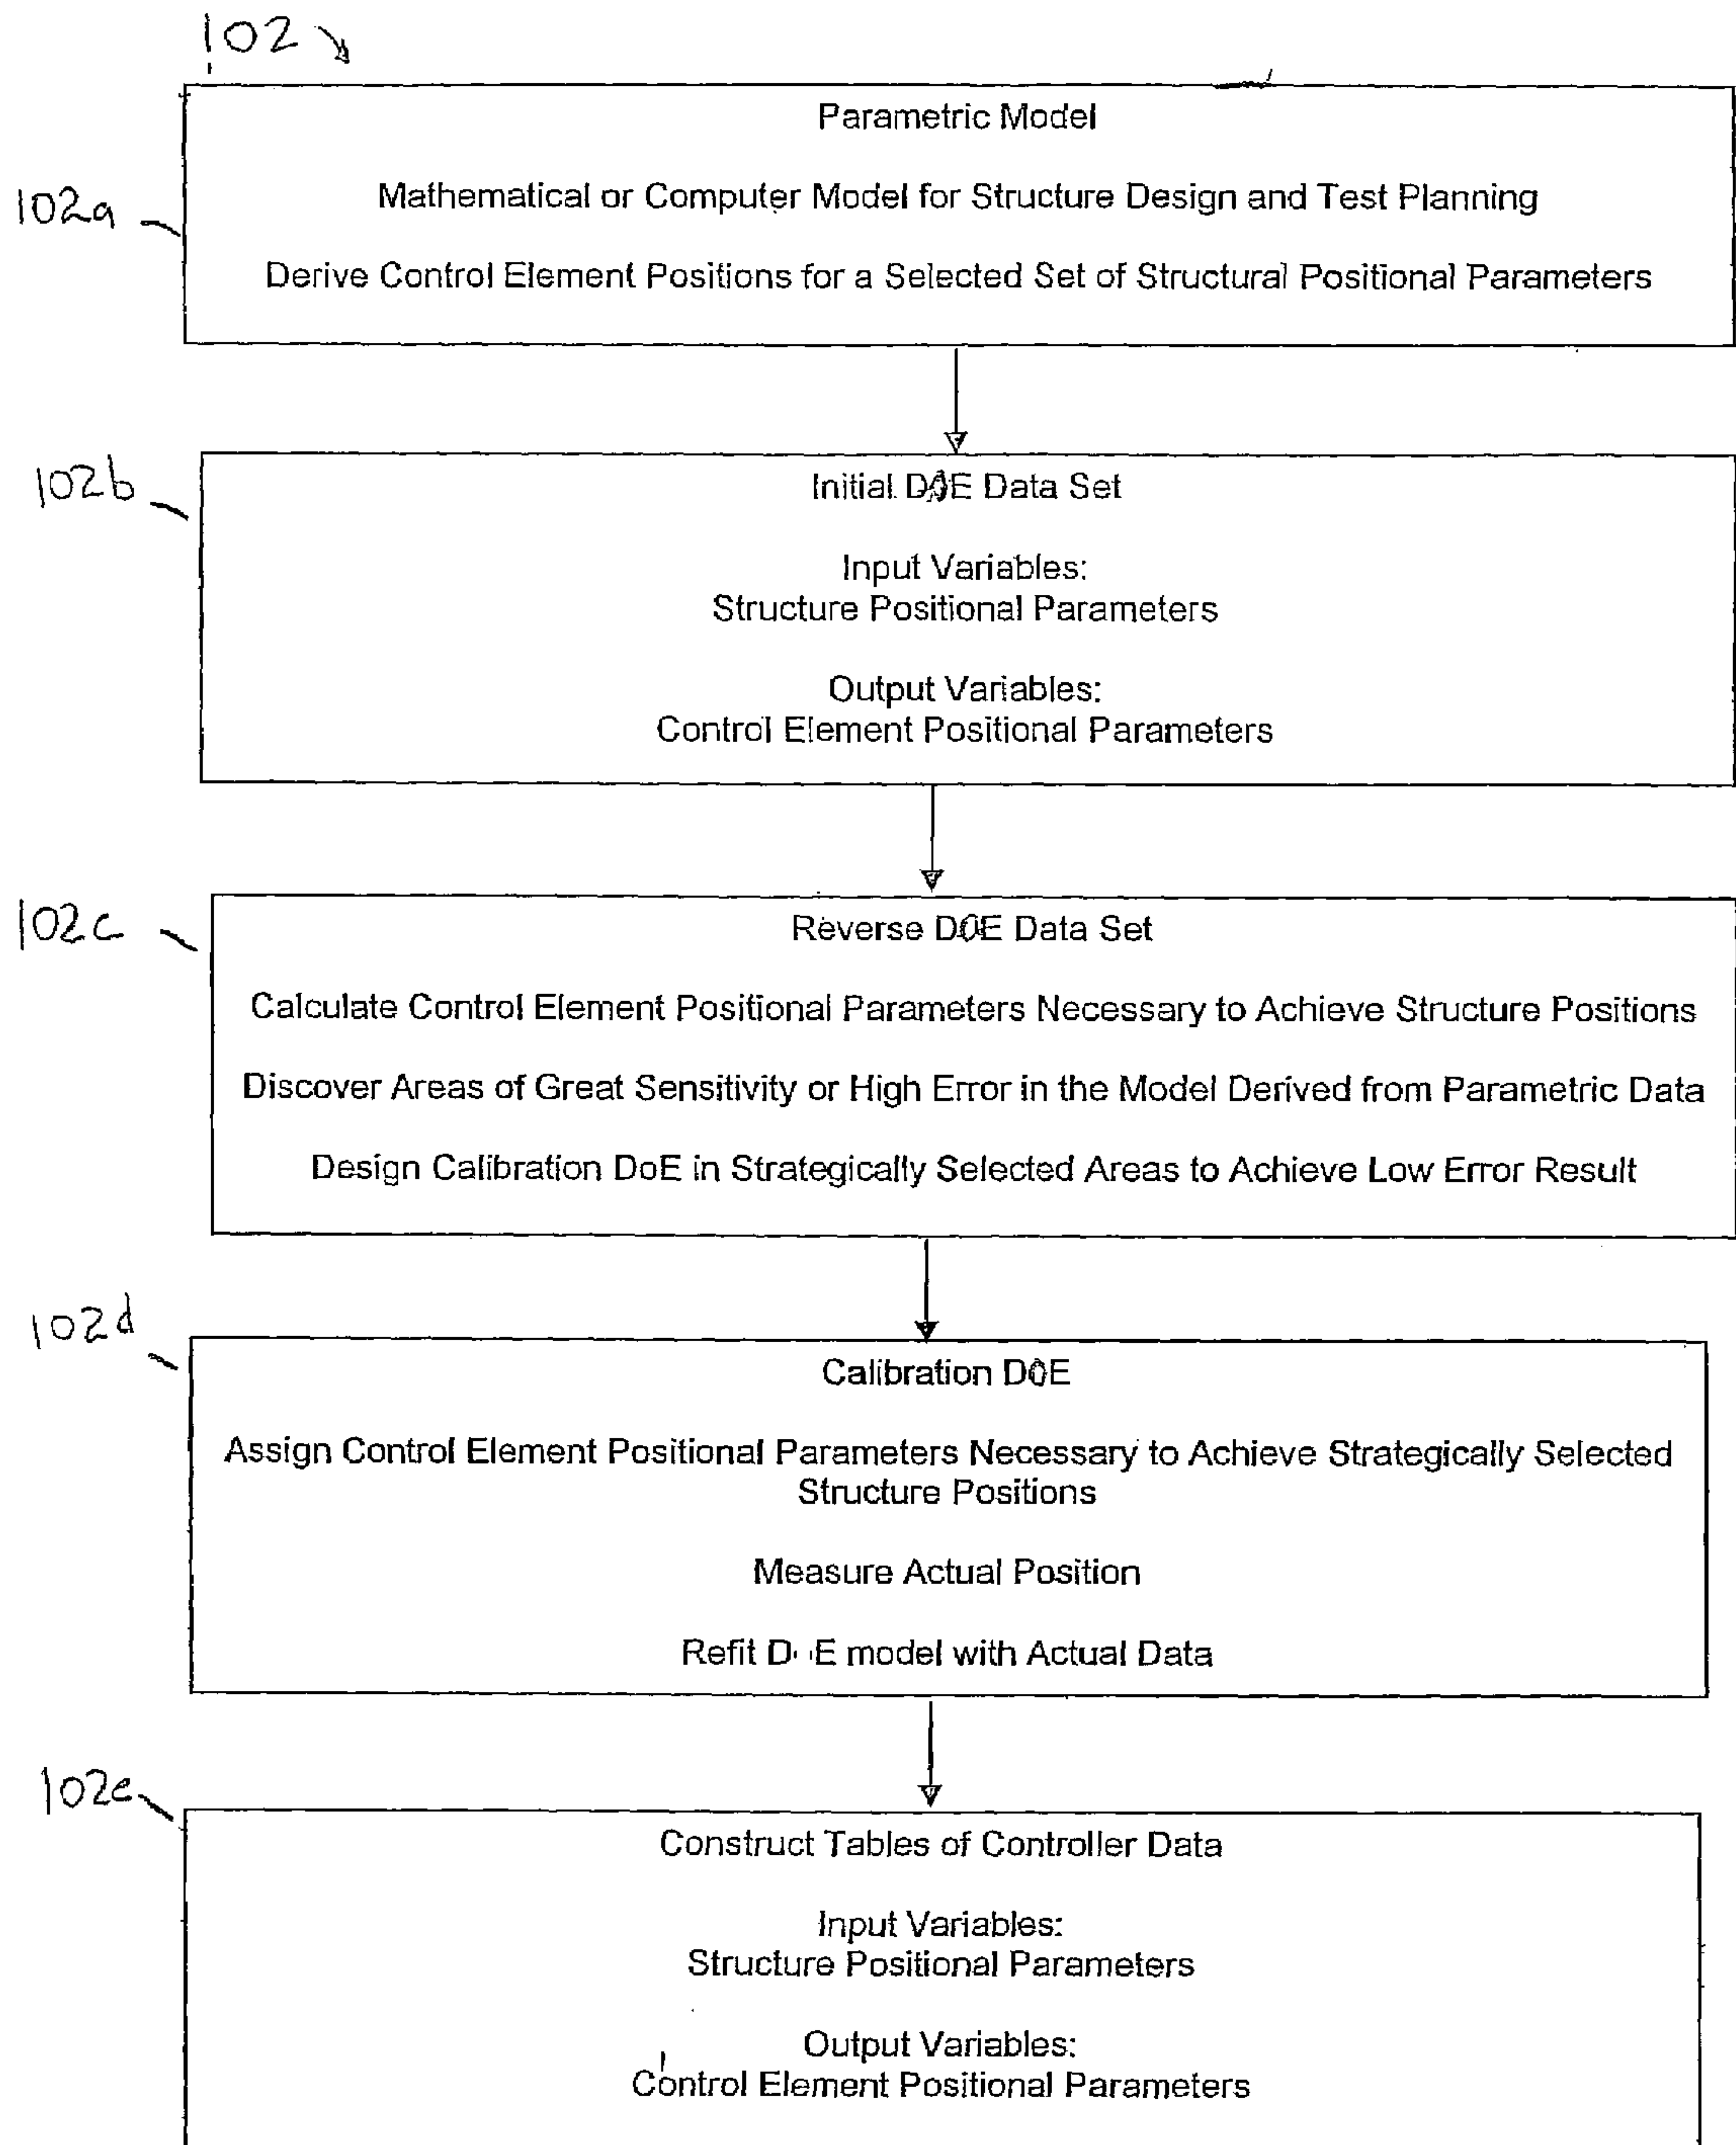 102
Parametric Model
102a
Mathematical or Computer Model for Structure Design and Test Planning
Derive Control Element Positions for a Selected Set of Structural Positional Parameters
102b
Initial DOE Data Set
Input Variables:
Structure Positional Parameters
Output Variables:
Control Element Positional Parameters
102c
Reverse DOE Data Set
Calculate Control Element Positional Parameters Necessary to Achieve Structure Positions
Discover Areas of Great Sensitivity or High Error in the Model Derived from Parametric Data
Design Calibration DoE in Strategically Selected Areas to Achieve Low Error Result
102d
Calibration DOE
Assign Control Element Positional Parameters Necessary to Achieve Strategically Selected
Structure Positions
Measure Actual Position
Refit model with Actual Data
102e
Construct Tables of Controller Data
Input Variables:
Structure Positional Parameters
Output Variables:
Control Element Positional Parameters